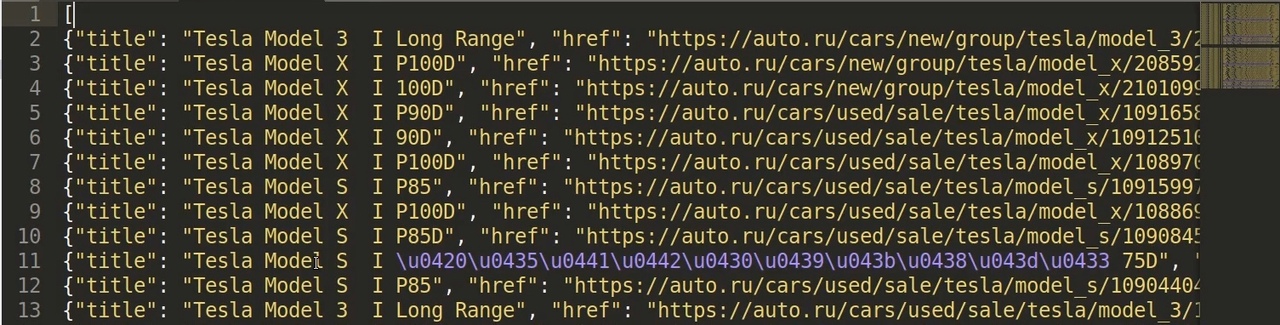 1 [
2 {"title": "Tesla Model 3  I Long Range", "href": "https://auto.ru/cars/new/group/tesla/model_3/2
3 {"title": "Tesla Model X  I P100D", "href": "https://auto.ru/cars/new/group/tesla/model_x/208592
4 {"title": "Tesla Model X  I 100D", "href": "https://auto.ru/cars/new/group/tesla/model_x/2101099
5 {"title": "Tesla Model X  I P90D", "href": "https://auto.ru/cars/used/sale/tesla/model_x/1091658
6 {"title": "Tesla Model X  I 90D", "href": "https://auto.ru/cars/used/sale/tesla/model_x/10912510
7 {"title": "Tesla Model X  I P100D", "href": "https://auto.ru/cars/used/sale/tesla/model_x/108970
8 {"title": "Tesla Model S  I P85", "href": "https://auto.ru/cars/used/sale/tesla/model_s/10915997
9 {"title": "Tesla Model X  I P100D", "href": "https://auto.ru/cars/used/sale/tesla/model_x/108869
10 {"title": "Tesla Model S  I P85D", "href": "https://auto.ru/cars/used/sale/tesla/model_s/1090845
11 {"title": "Tesla Model S  I \u0420\u0435\u0441\u0442\u0430\u0439\u043b\u0438\u043d\u0433 75D", "
12 {"title": "Tesla Model S  I P85", "href": "https://auto.ru/cars/used/sale/tesla/model_s/10904404
13 {"title": "Tesla Model 3  I Long Range", "href": "https://auto.ru/cars/used/sale/tesla/model_3/1